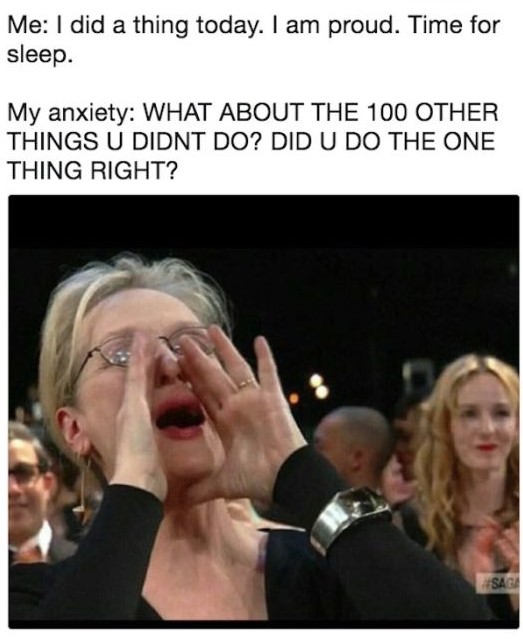 Me: I did a thing today. I am proud. Time for
sleep.
My anxiety: WHAT ABOUT THE 100 OTHER
THINGS U DIDNT DO? DID U DO THE ONE
THING RIGHT?
#SAGA